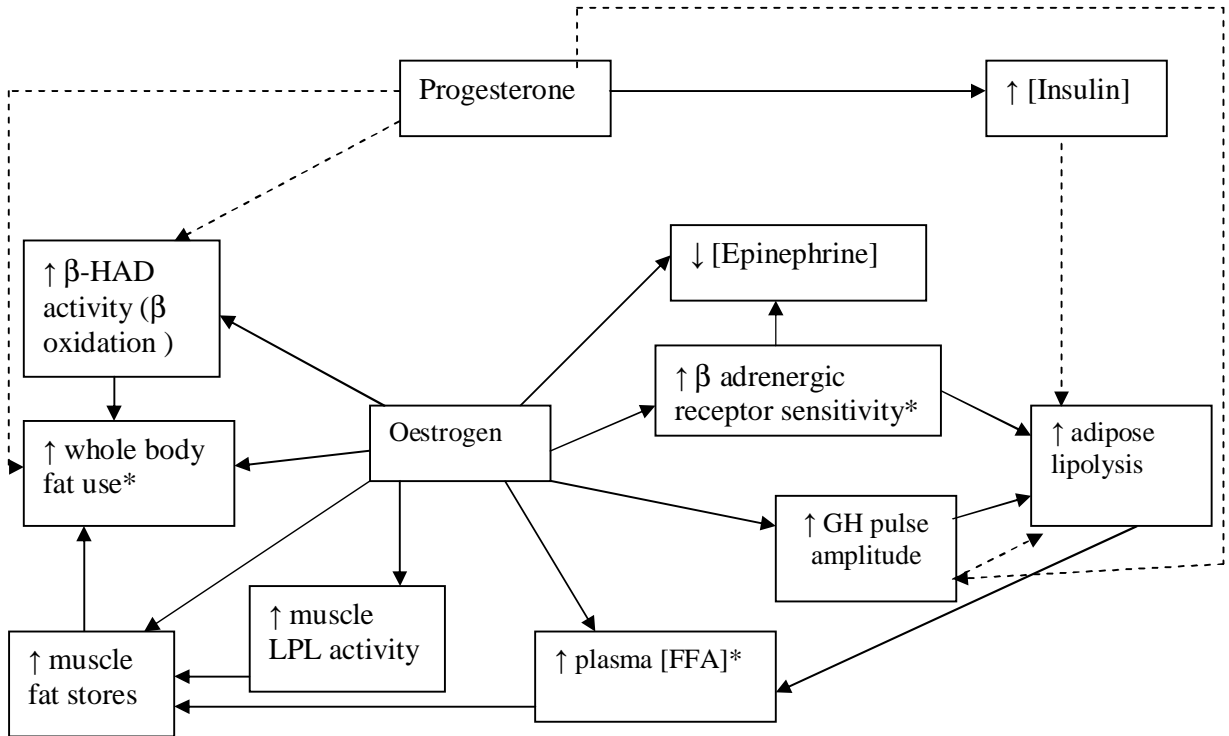 Progesterone
↑ [Insulin]
↑ β-HAD
activity (β
oxidation )
↓ [Epinephrine]
↑ β adrenergic
receptor sensitivity*
Oestrogen
↑ whole body
fat use*
↑ adipose
lipolysis
↑ GH pulse
amplitude
↑ muscle
LPL activity
↑ muscle
fat stores
↑ plasma [FFA]*